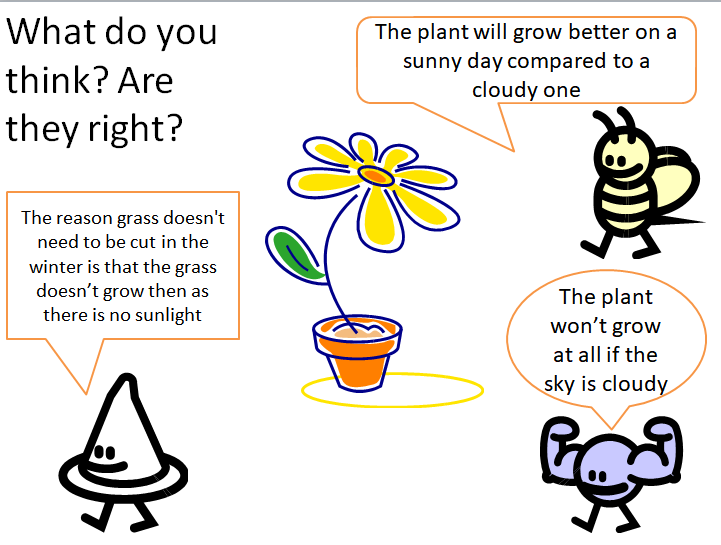 What do you
think? Are
they right?
The plant will grow better on a
sunny day compared to a
cloudy one
The reason grass doesn't
need to be cut in the
winter is that the grass
doesn’t grow then as
there is no sunlight
The plant
won’t grow
at all if the
sky is cloudy